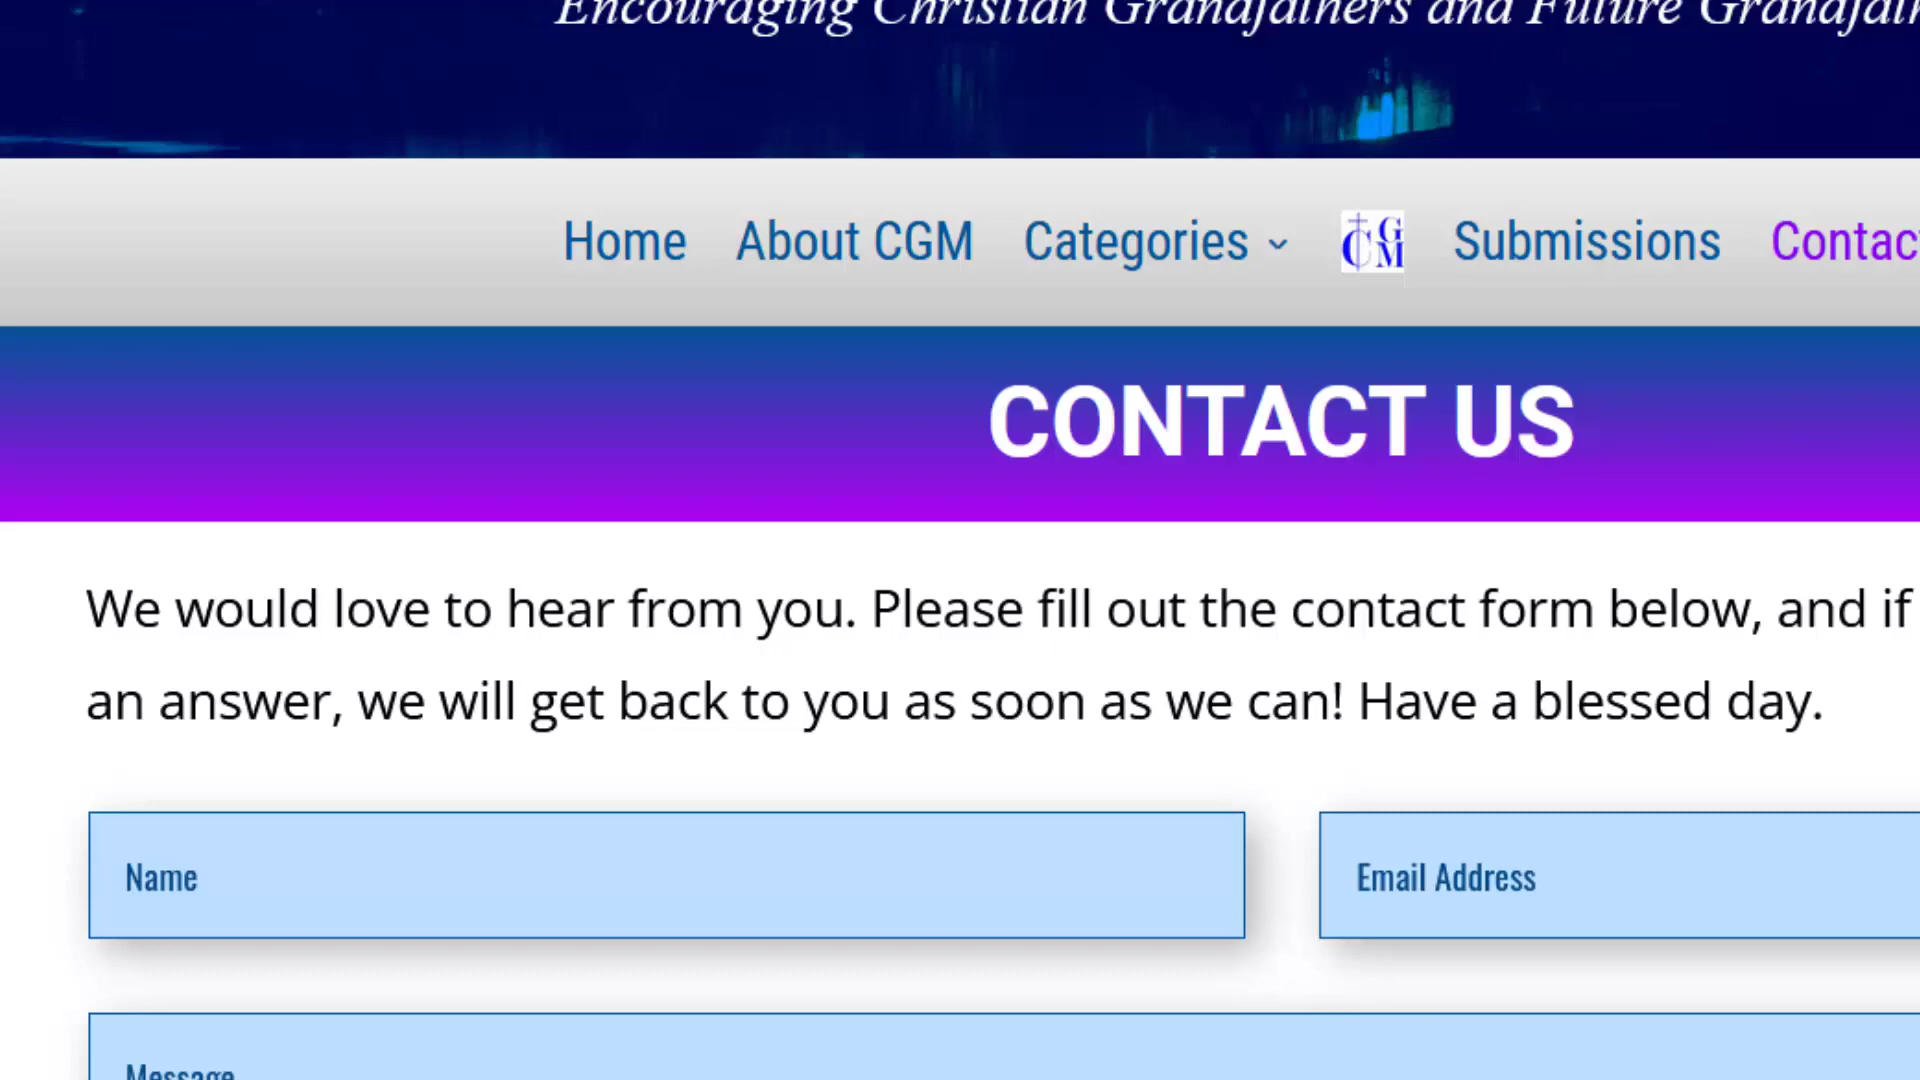 Encouraging Christian Grandfathers and Future
Home About CGM Categories CGM Submissions
CONTACT US
We would love to hear from you. Please fill out the contact form below, and if
an answer, we will get back to you as soon as we can! Have a blessed day.
Name Email Address
Message